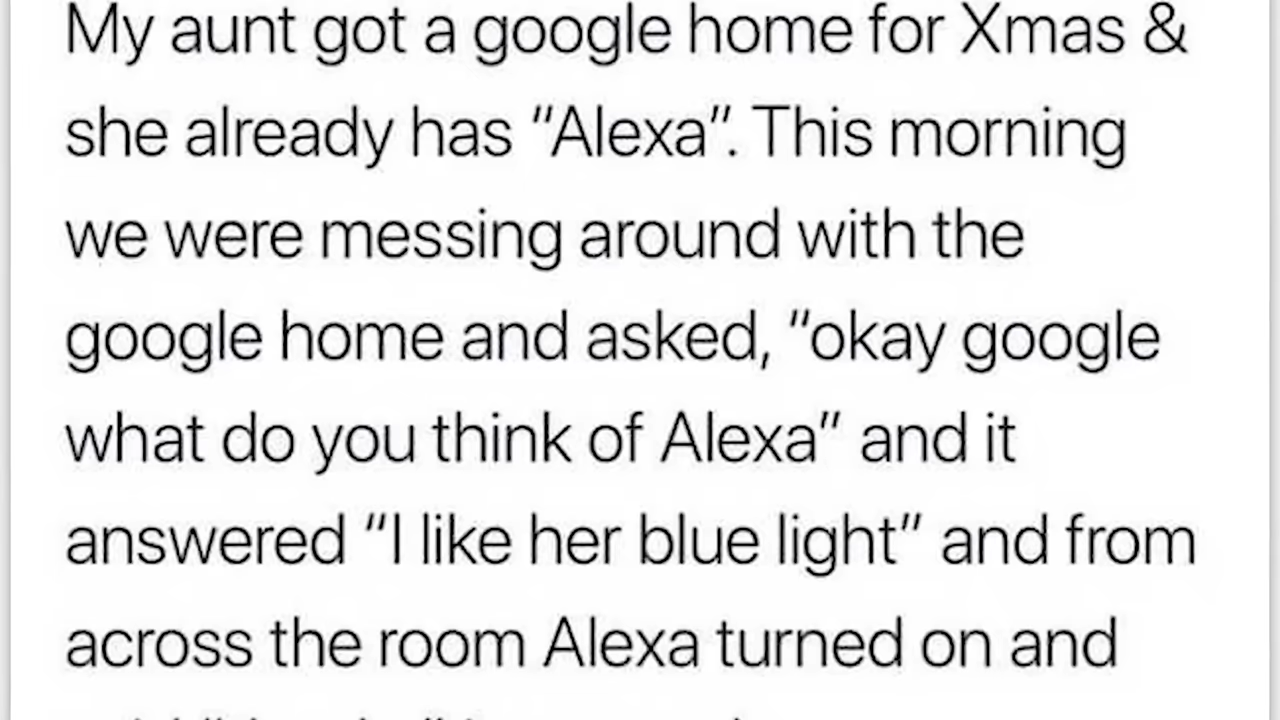 My aunt got a google home for Xmas &
she already has "Alexa". This morning
we were messing around with the
google home and asked, "okay google
what do you think of Alexa" and it
answered "I like her blue light" and from
across the room Alexa turned on and